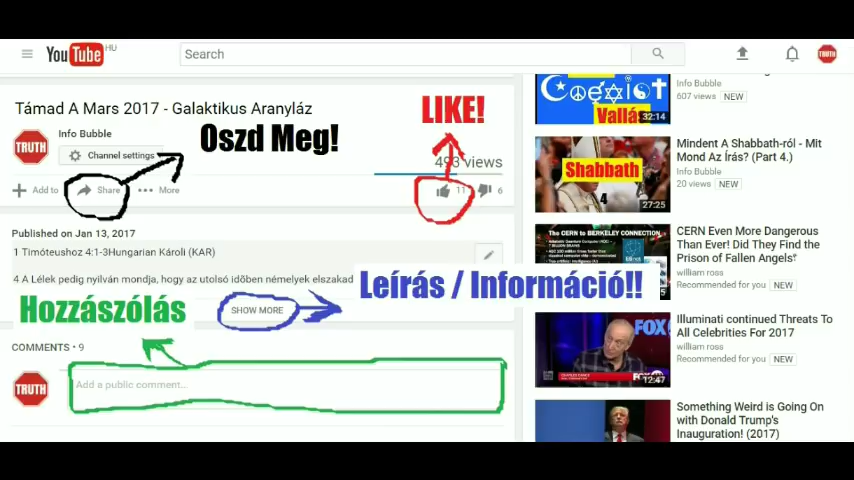 YouTube HU
Search
TRUTH
Támad A Mars 2017 - Galaktikus Aranyláz
LIKE!
Info Bubble
Oszd Meg!
TRUTH
Channel settings
493 views
Add to
Share
More
11
6
Published on Jan 13, 2017
1 Timóteushoz 4:1-3Hungarian Károli (KAR)
4 A Lélek pedig nyilván mondja, hogy az utolsó időben némelyek elszakad
Leírás / Információ!!
Hozzászólás
SHOW MORE
COMMENTS • 9
TRUTH
Add a public comment...
Vallás
32:14
Info Bubble
607 views NEW
Shabbath
4
27:25
Mindent A Shabbath-ról - Mit
Mond Az Írás? (Part 4.)
Info Bubble
20 views NEW
The CERN to BERKELEY CONNECTION
CERN Even More Dangerous
Than Ever! Did They Find the
Prison of Fallen Angels"
william ross
Recommended for you NEW
FOX
12:47
Illuminati continued Threats To
All Celebrities For 2017
william ross
Recommended for you NEW
Something Weird is Going On
with Donald Trump's
Inauguration! (2017)